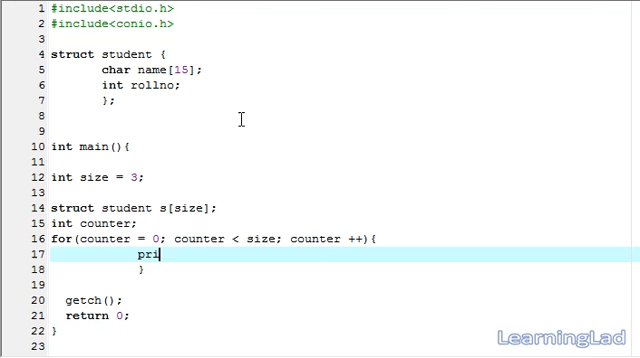 1 #include<stdio.h>
2 #include<conio.h>
3
4 struct student {
5 char name[15];
6 int rollno;
7 };
8
9
10 int main(){
11
12 int size = 3;
13
14 struct student s[size];
15 int counter;
16 for(counter = 0; counter < size; counter ++){
17 pri
18 }
19
20 getch();
21 return 0;
22 }
23
LearningLad